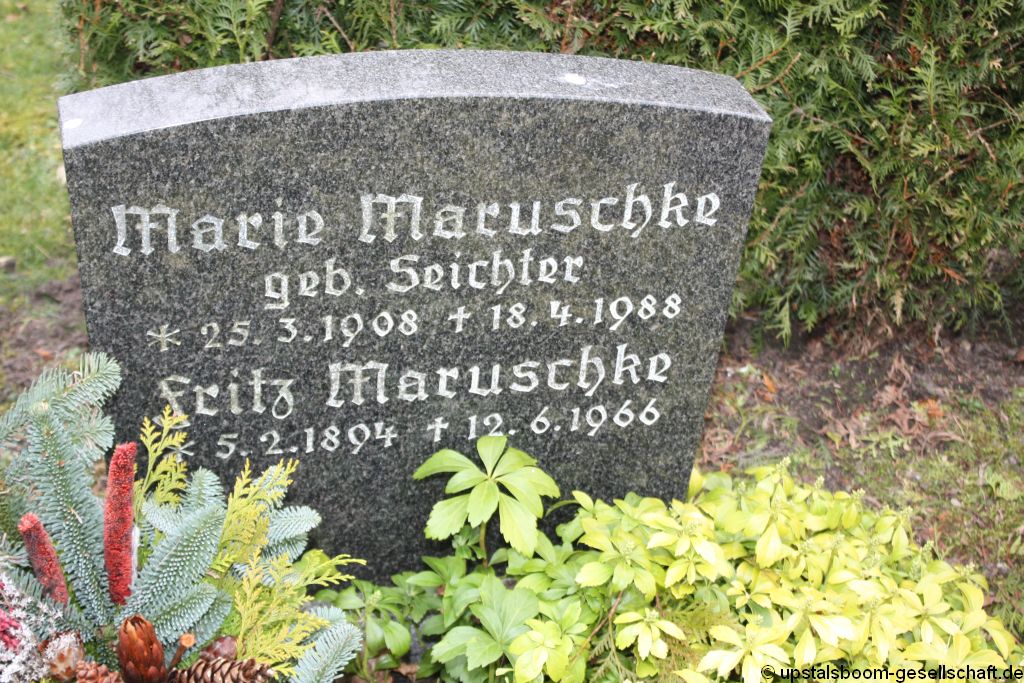 Marie Maruschke
geb. Seichter
* 25. 3. 1908 † 18. 4. 1988
Fritz Maruschke
* 5. 2. 1894 † 12. 6. 1966
© upstalsboom-gesellschaft.de